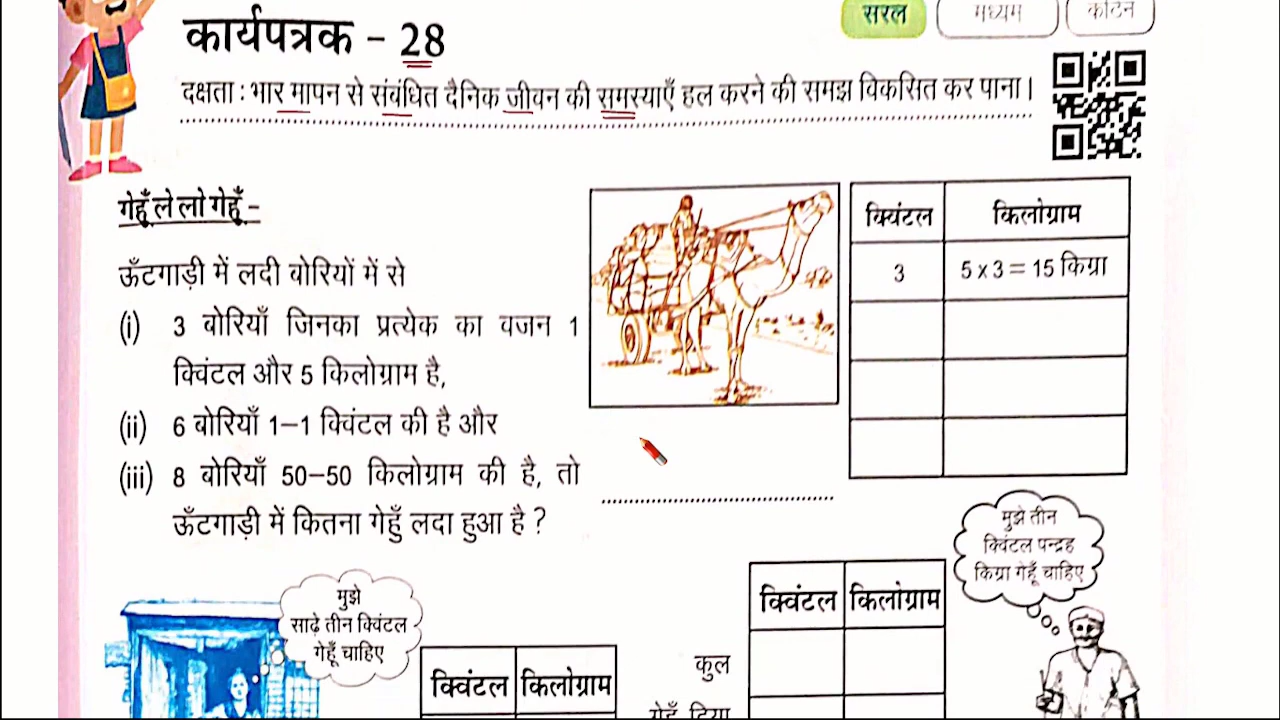 सरल मध्यम कठिन
कार्यपत्रक – 28
दक्षता : भार मापन से संबंधित दैनिक जीवन की समस्याएँ हल करने की समझ विकसित कर पाना।
गेहूँ ले लो गेहूँ –
ऊँटगाड़ी में लदी बोरियों में से
(i) 3 बोरियाँ जिनका प्रत्येक का वजन 1
क्विंटल और 5 किलोग्राम है,
(ii) 6 बोरियाँ 1–1 क्विंटल की है और
(iii) 8 बोरियाँ 50–50 किलोग्राम की है, तो
ऊँटगाड़ी में कितना गेहुँ लदा हुआ है ?
क्विंटल किलोग्राम
3 5 x 3 = 15 किग्रा
मुझे तीन
क्विंटल पन्द्रह
किग्रा गेहूँ चाहिए
मुझे
साढ़े तीन क्विंटल
गेहूँ चाहिए
क्विंटल किलोग्राम
क्विंटल किलोग्राम
कुल
गेहूँ दिया